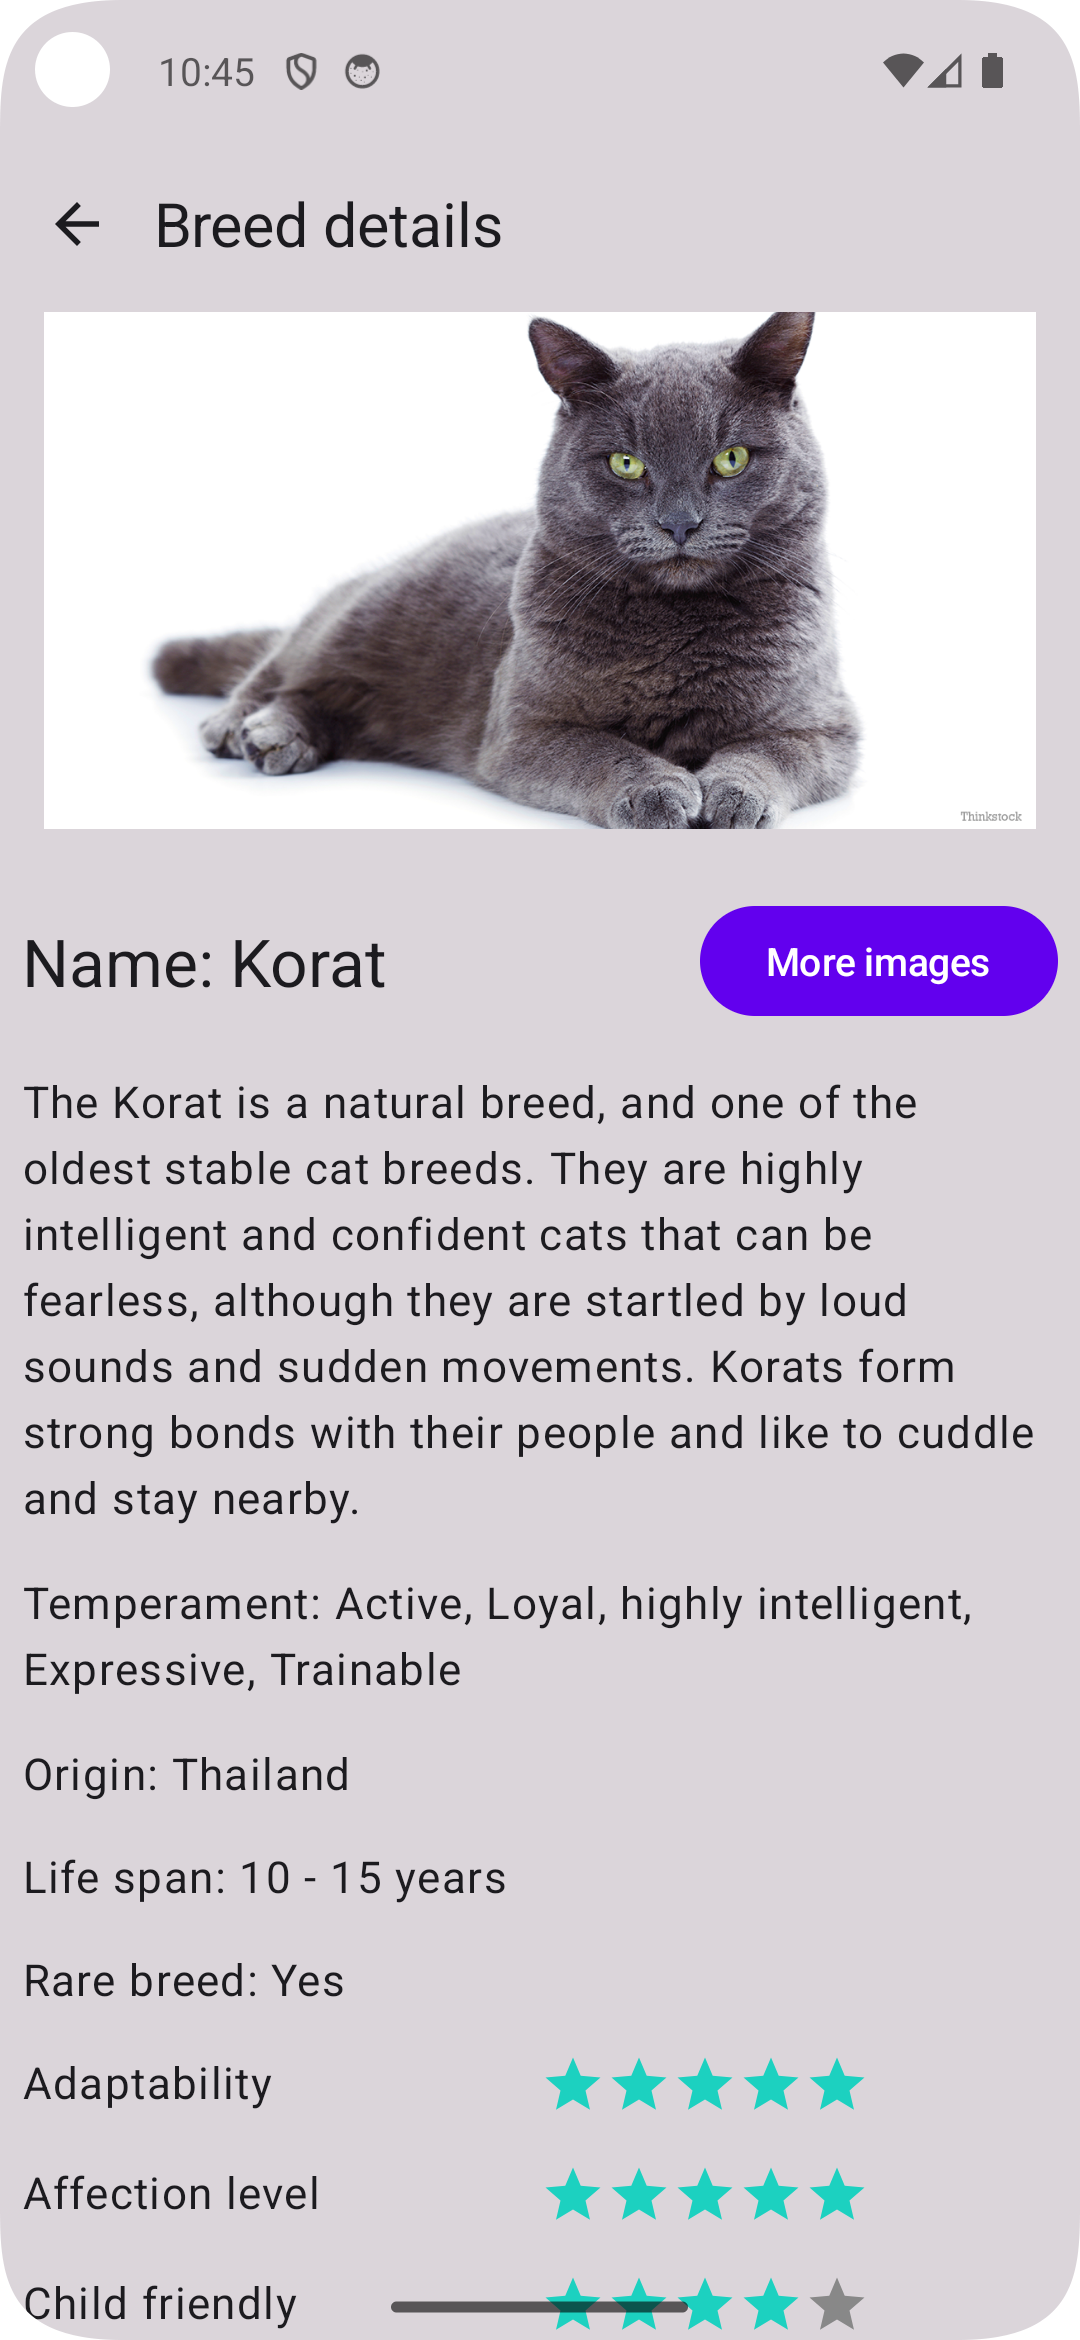 10:45
Breed details
Thinkstock
Name: Korat
More images
The Korat is a natural breed, and one of the
oldest stable cat breeds. They are highly
intelligent and confident cats that can be
fearless, although they are startled by loud
sounds and sudden movements. Korats form
strong bonds with their people and like to cuddle
and stay nearby.
Temperament: Active, Loyal, highly intelligent,
Expressive, Trainable
Origin: Thailand
Life span: 10 - 15 years
Rare breed: Yes
Adaptability
Affection level
Child friendly